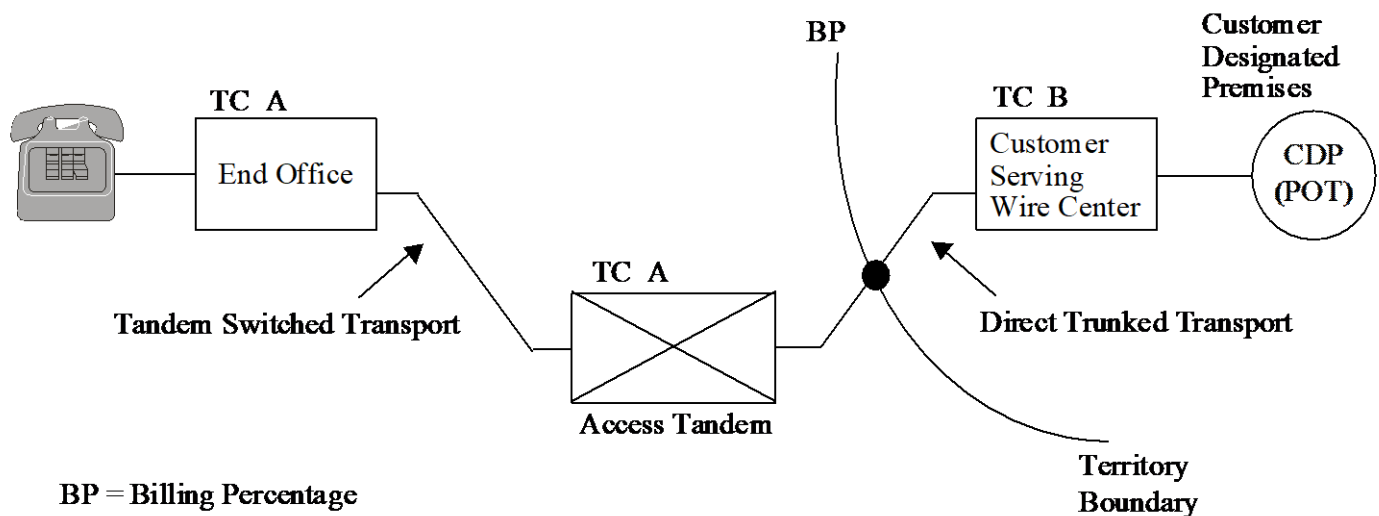 BP
Customer
Designated
Premises
TC A
TC B
End Office
Customer
Serving
Wire Center
CDP
(POT)
TC A
Tandem Switched Transport
Direct Trunked Transport
Access Tandem
Territory
Boundary
BP = Billing Percentage